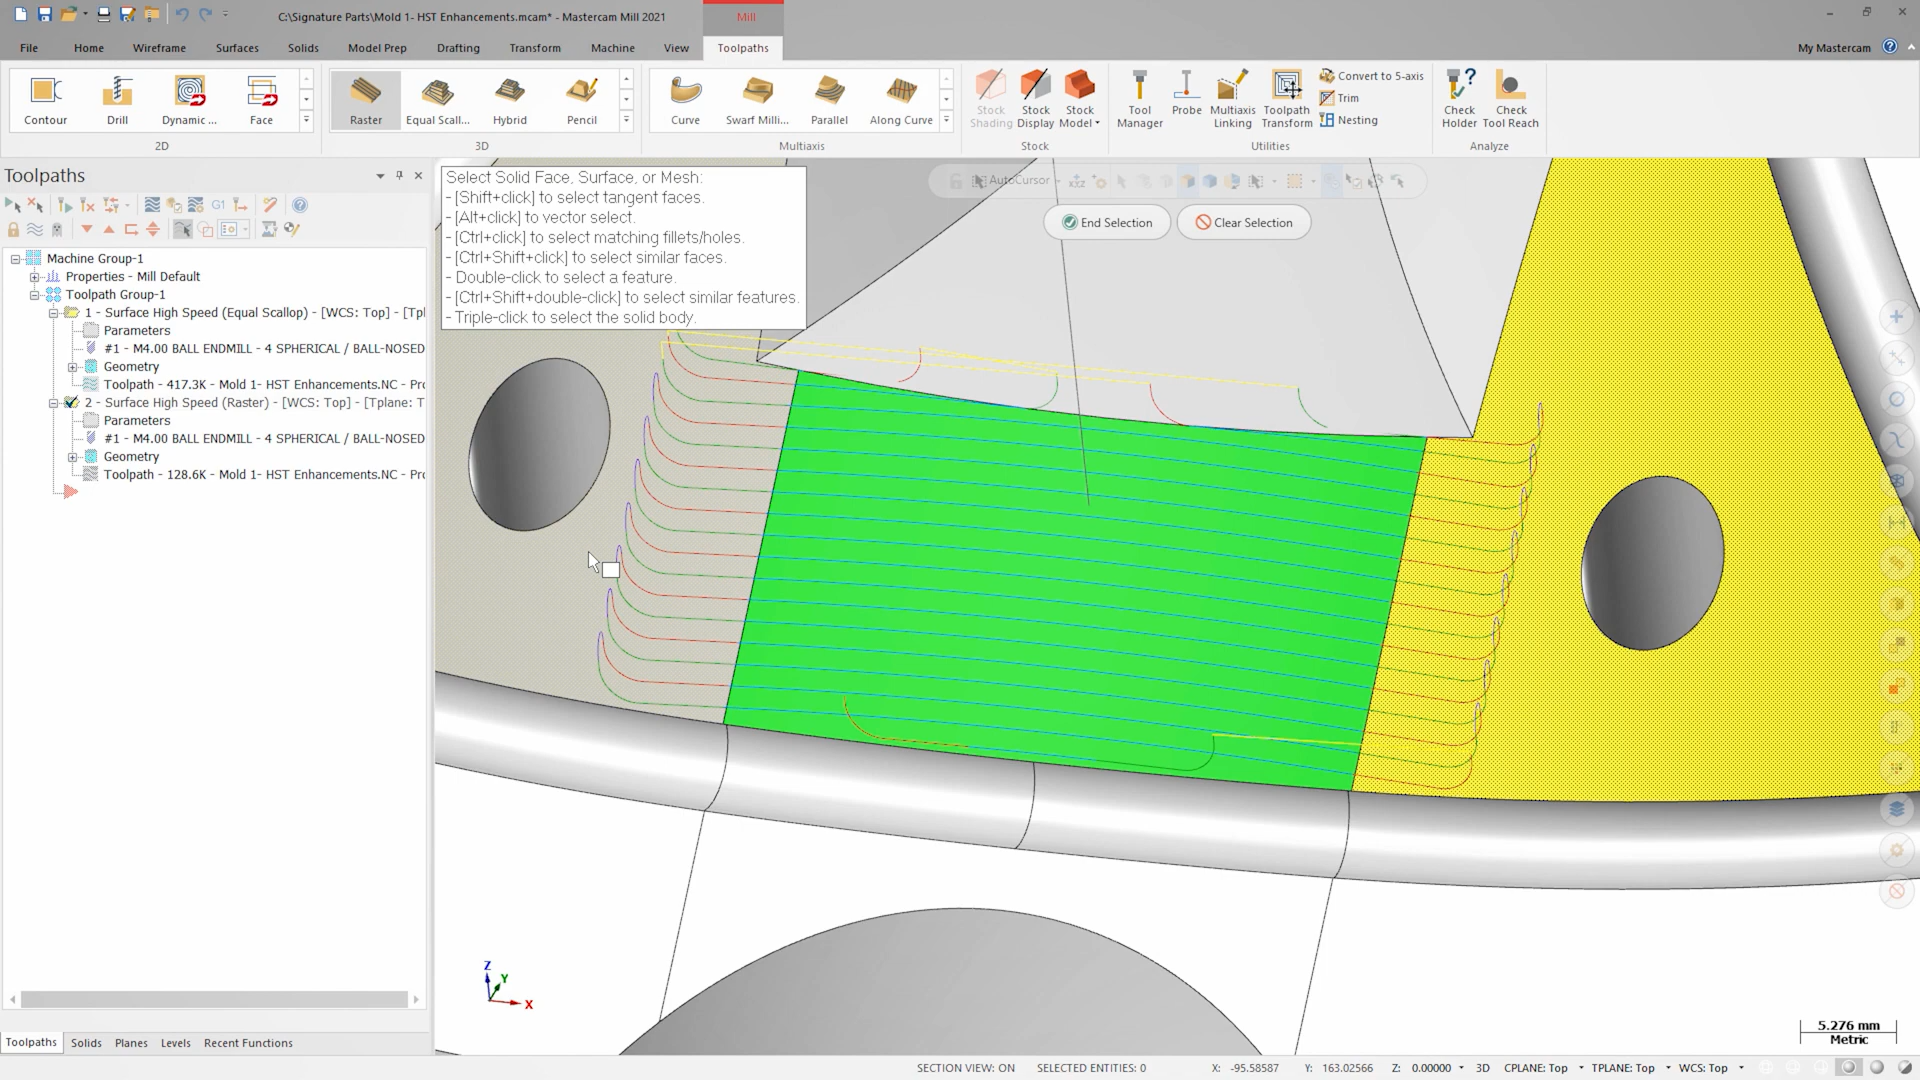 C:\Signature Parts\Mold 1- HST Enhancements.mcam* - Mastercam Mill 2021
Mill
File Home Wireframe Surfaces Solids Model Prep Drafting Transform Machine View Toolpaths My Mastercam
Contour Drill Dynamic ... Face
2D
Raster Equal Scall... Hybrid Pencil
3D
Curve Swarf Milli... Parallel Along Curve
Multiaxis
Stock Shading Stock Display Stock Model
Stock
Tool Manager Probe Multiaxis Linking Toolpath Transform
Convert to 5-axis
Trim
Nesting
Utilities
Check Holder Check Tool Reach
Analyze
Toolpaths
G1
Machine Group-1
Properties - Mill Default
Toolpath Group-1
1 - Surface High Speed (Equal Scallop) - [WCS: Top] - [Tpl
Parameters
#1 - M4.00 BALL ENDMILL - 4 SPHERICAL / BALL-NOSED
Geometry
Toolpath - 417.3K - Mold 1- HST Enhancements.NC - Pro
2 - Surface High Speed (Raster) - [WCS: Top] - [Tplane: T
Parameters
#1 - M4.00 BALL ENDMILL - 4 SPHERICAL / BALL-NOSED
Geometry
Toolpath - 128.6K - Mold 1- HST Enhancements.NC - Pro
Select Solid Face, Surface, or Mesh:
- [Shift+click] to select tangent faces.
- [Alt+click] to vector select.
- [Ctrl+click] to select matching fillets/holes.
- [Ctrl+Shift+click] to select similar faces.
- Double-click to select a feature.
- [Ctrl+Shift+double-click] to select similar features.
- Triple-click to select the solid body.
AutoCursor
End Selection Clear Selection
Z
Y
X
5.276 mm
Metric
Toolpaths Solids Planes Levels Recent Functions
SECTION VIEW: ON SELECTED ENTITIES: 0 X: -95.58587 Y: 163.02566 Z: 0.00000 3D CPLANE: Top TPLANE: Top WCS: Top